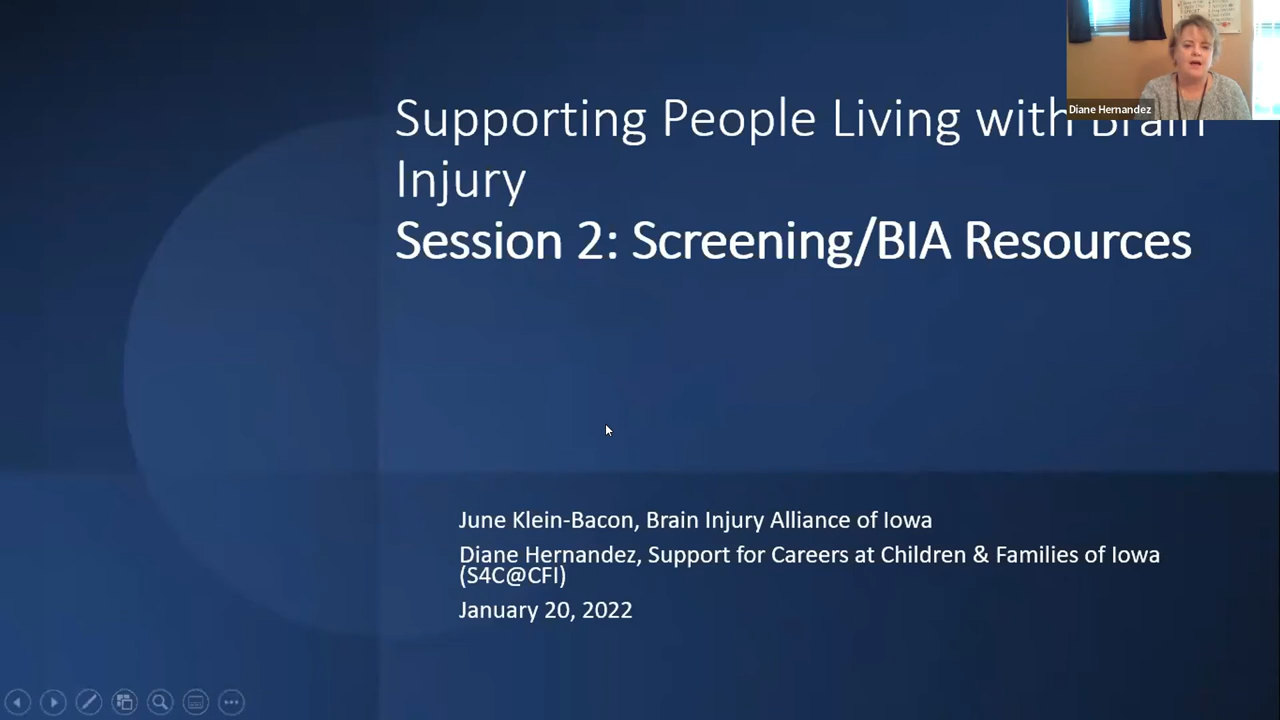 Supporting People Living with Brain
Injury
Session 2: Screening/BIA Resources
Diane Hernandez
June Klein-Bacon, Brain Injury Alliance of Iowa
Diane Hernandez, Support for Careers at Children & Families of Iowa
(S4C@CFI)
January 20, 2022